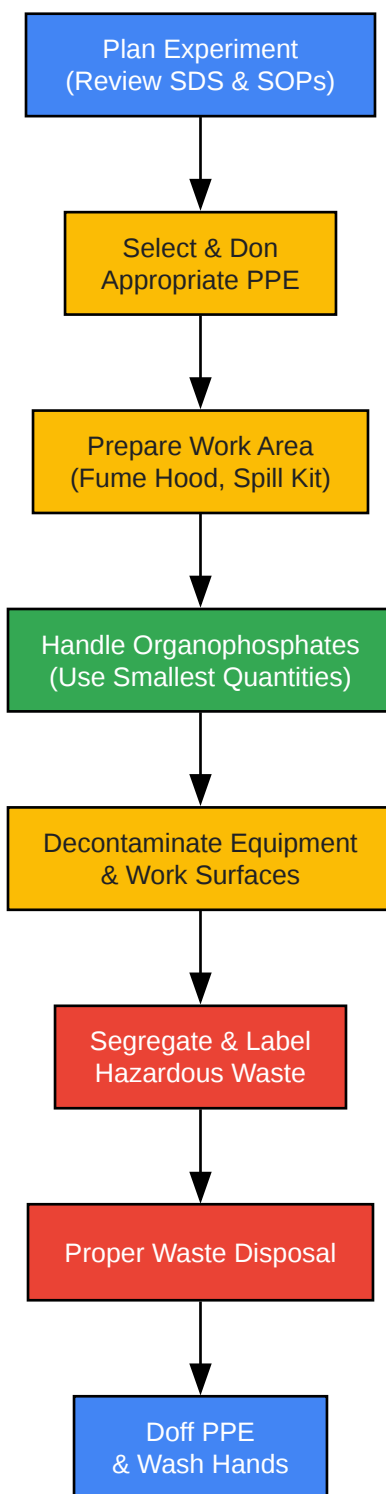 Plan Experiment
(Review SDS & SOPs)
Select & Don
Appropriate PPE
Prepare Work Area
(Fume Hood, Spill Kit)
Handle Organophosphates
(Use Smallest Quantities)
Decontaminate Equipment
& Work Surfaces
Segregate & Label
Hazardous Waste
Proper Waste Disposal
Doff PPE
& Wash Hands